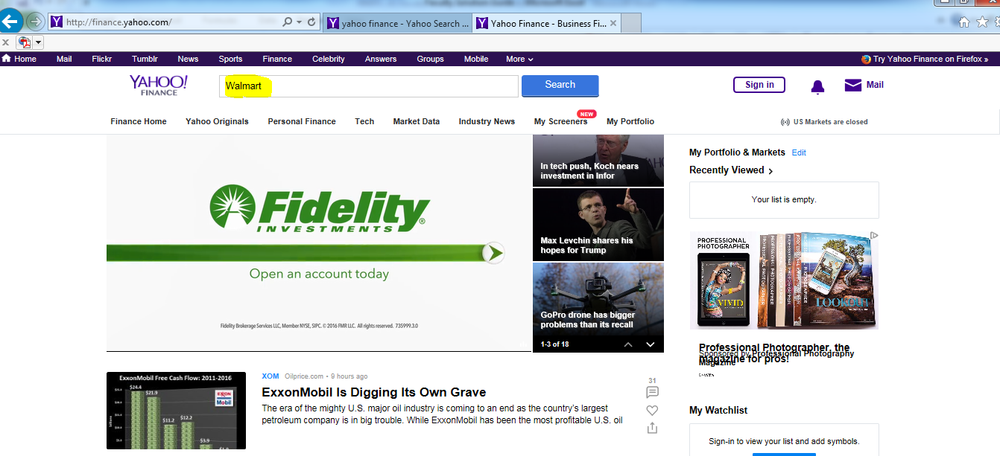 http://finance.yahoo.com/
yahoo finance - Yahoo Search ...
Yahoo Finance - Business Fi...
Home Mail Flickr Tumblr News Sports Finance Celebrity Answers Groups Mobile More
Try Yahoo Finance on Firefox »
YAHOO!
FINANCE
Walmart
Search
Sign in
Mail
Finance Home Yahoo Originals Personal Finance Tech Market Data Industry News My Screeners NEW My Portfolio
US Markets are closed
Fidelity
INVESTMENTS
Open an account today
Fidelity Brokerage Services LLC, Member NYSE, SIPC. © 2016 FMR LLC. All rights reserved. 735999.3.0
In tech push, Koch nears
investment in Infor
Max Levchin shares his
hopes for Trump
GoPro drone has bigger
problems than its recall
1-3 of 18
My Portfolio & Markets Edit
Recently Viewed >
Your list is empty.
PROFESSIONAL
PHOTOGRAPHER
VIVID
LOOKOUT
Professional Photographer, the
magazine for pros!
Sponsored by Professional Photography
Magazine
My Watchlist
Sign-in to view your list and add symbols.
ExxonMobil Free Cash Flow: 2011-2016
$24.4
$21.9
$11.2
$12.2
$3.9
EXXON
Mobil
XOM Oilprice.com • 9 hours ago
ExxonMobil Is Digging Its Own Grave
The era of the mighty U.S. major oil industry is coming to an end as the country's largest
petroleum company is in big trouble. While ExxonMobil has been the most profitable U.S. oil
31